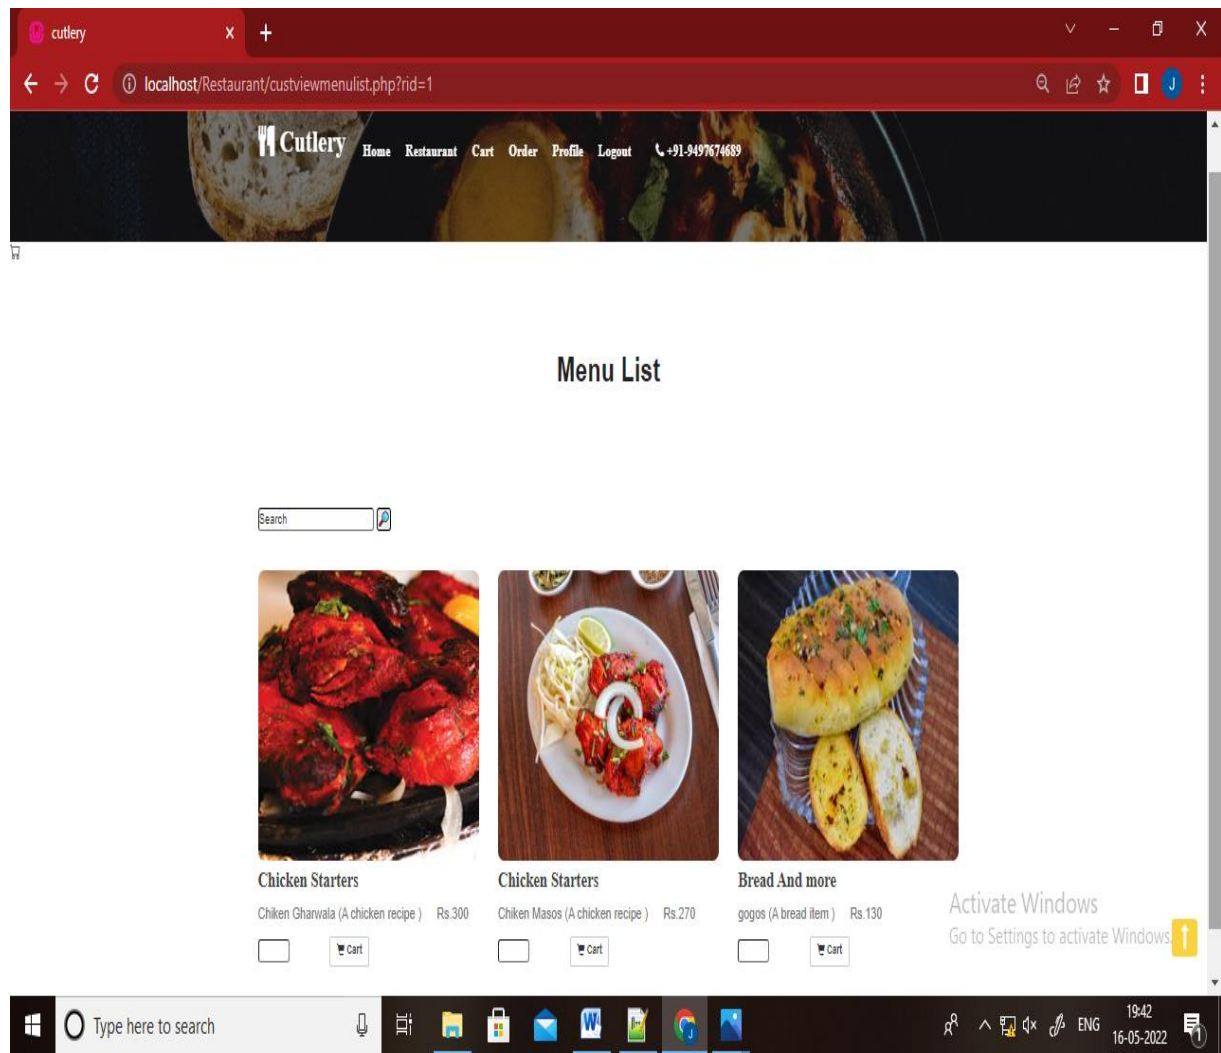 cutlery
localhost/Restaurant/custviewmenulist.php?rid=1
J
Cutlery Home Restaurant Cart Order Profile Logout +91-9497674689
Menu List
Search
Chicken Starters
Chiken Gharwala (A chicken recipe ) Rs.300
Cart
Chicken Starters
Chiken Masos (A chicken recipe ) Rs.270
Cart
Bread And more
gogos (A bread item ) Rs.130
Cart
Activate Windows
Go to Settings to activate Windows.
Type here to search
W
J
ENG
19:42
16-05-2022
1